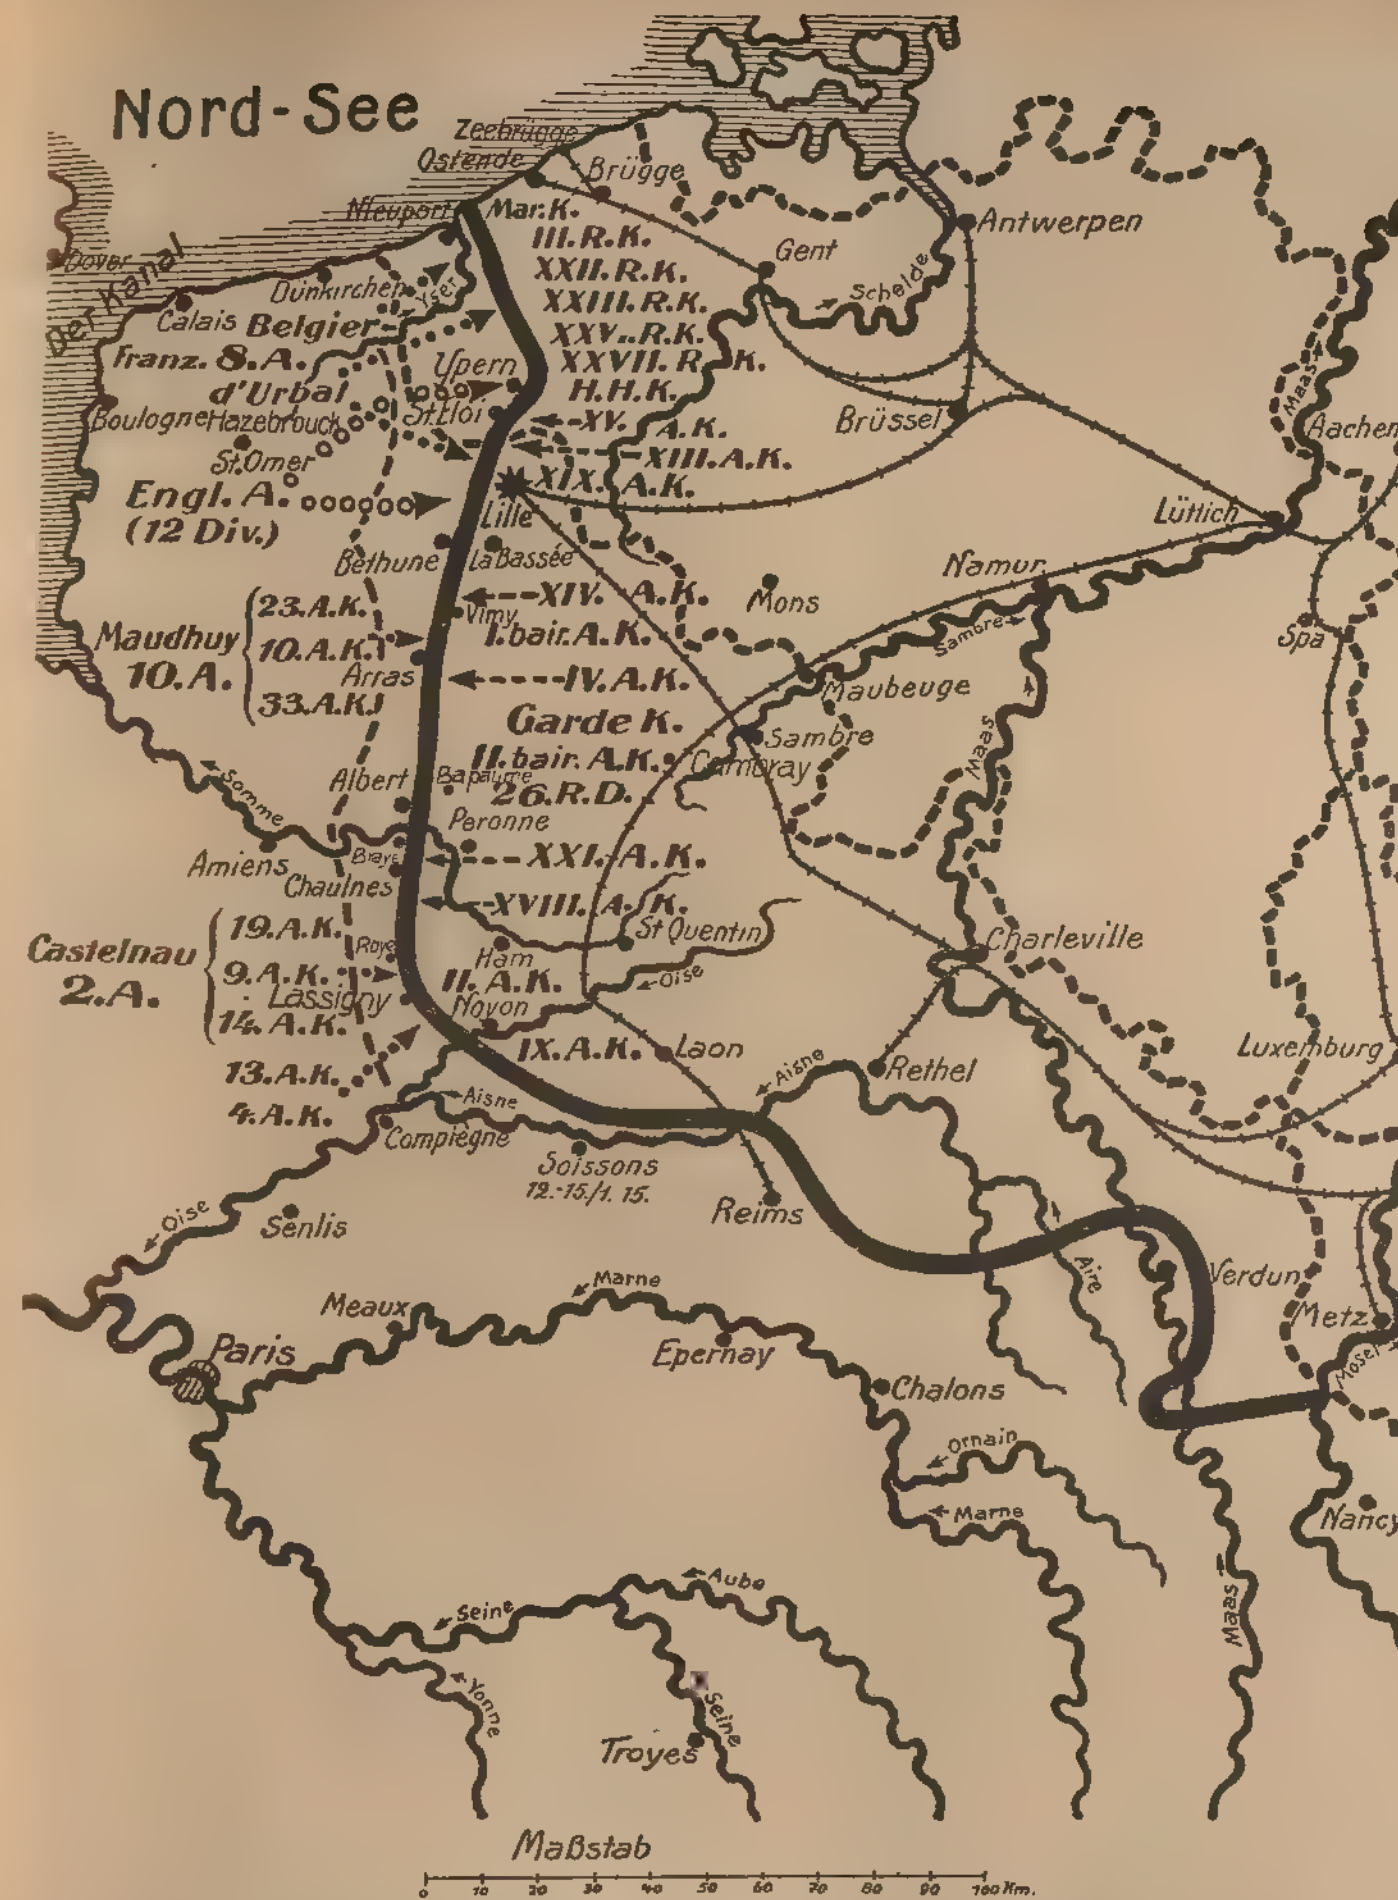 Nord-See
Zeebrügge
Ostende
Brügge
Nieuport
Mar.K.
Antwerpen
III.R.K.
Dover
Der Kanal
Gent
XXII.R.K.
Schelde
Dünkirchen
Yser
XXIII.R.K.
Calais
Belgier
XXV..R.K.
Franz. 8.A.
Ypern
XXVII. R. K.
d'Urbal
H.H.K.
Maas
Boulogne
Hazebrouck
St.Eloi
XV. A.K.
Brüssel
Aachen
St.Omer
XIII.A.K.
Engl. A.
XIX. A.K.
(12 Div.)
Lille
Lüttich
Bethune
La Bassée
Namur
XIV. A.K.
Mons
23.A.K.
Vimy
Maudhuy
10.A.K.
I.bair.A.K.
Sambre
Spa
10.A.
Arras
IV.A.K.
33.A.K.
Maubeuge
Garde K.
Sambre
Maas
II.bair.A.K.
Cambray
Albert
Bapaume
26.R.D.
Somme
Peronne
Amiens
Braye
XXI. A.K.
Chaulnes
XVIII. A.K.
19.A.K.
St Quentin
Charleville
Castelnau
Roye
Ham
2.A.
9.A.K.
II.A.K.
Oise
Lassigny
Noyon
14. A.K.
IX.A.K.
Laon
Luxemburg
13.A.K.
Aisne
Rethel
4.A.K.
Aisne
Compiègne
Soissons
12.-15./1. 15.
Oise
Senlis
Reims
Marne
Aire
Verdun
Meaux
Metz
Paris
Epernay
Mosel
Chalons
Ornain
Marne
Nancy
Aube
Seine
Maas
Yonne
Seine
Troyes
Maßstab
0 10 20 30 40 50 60 70 80 90 100 Km.